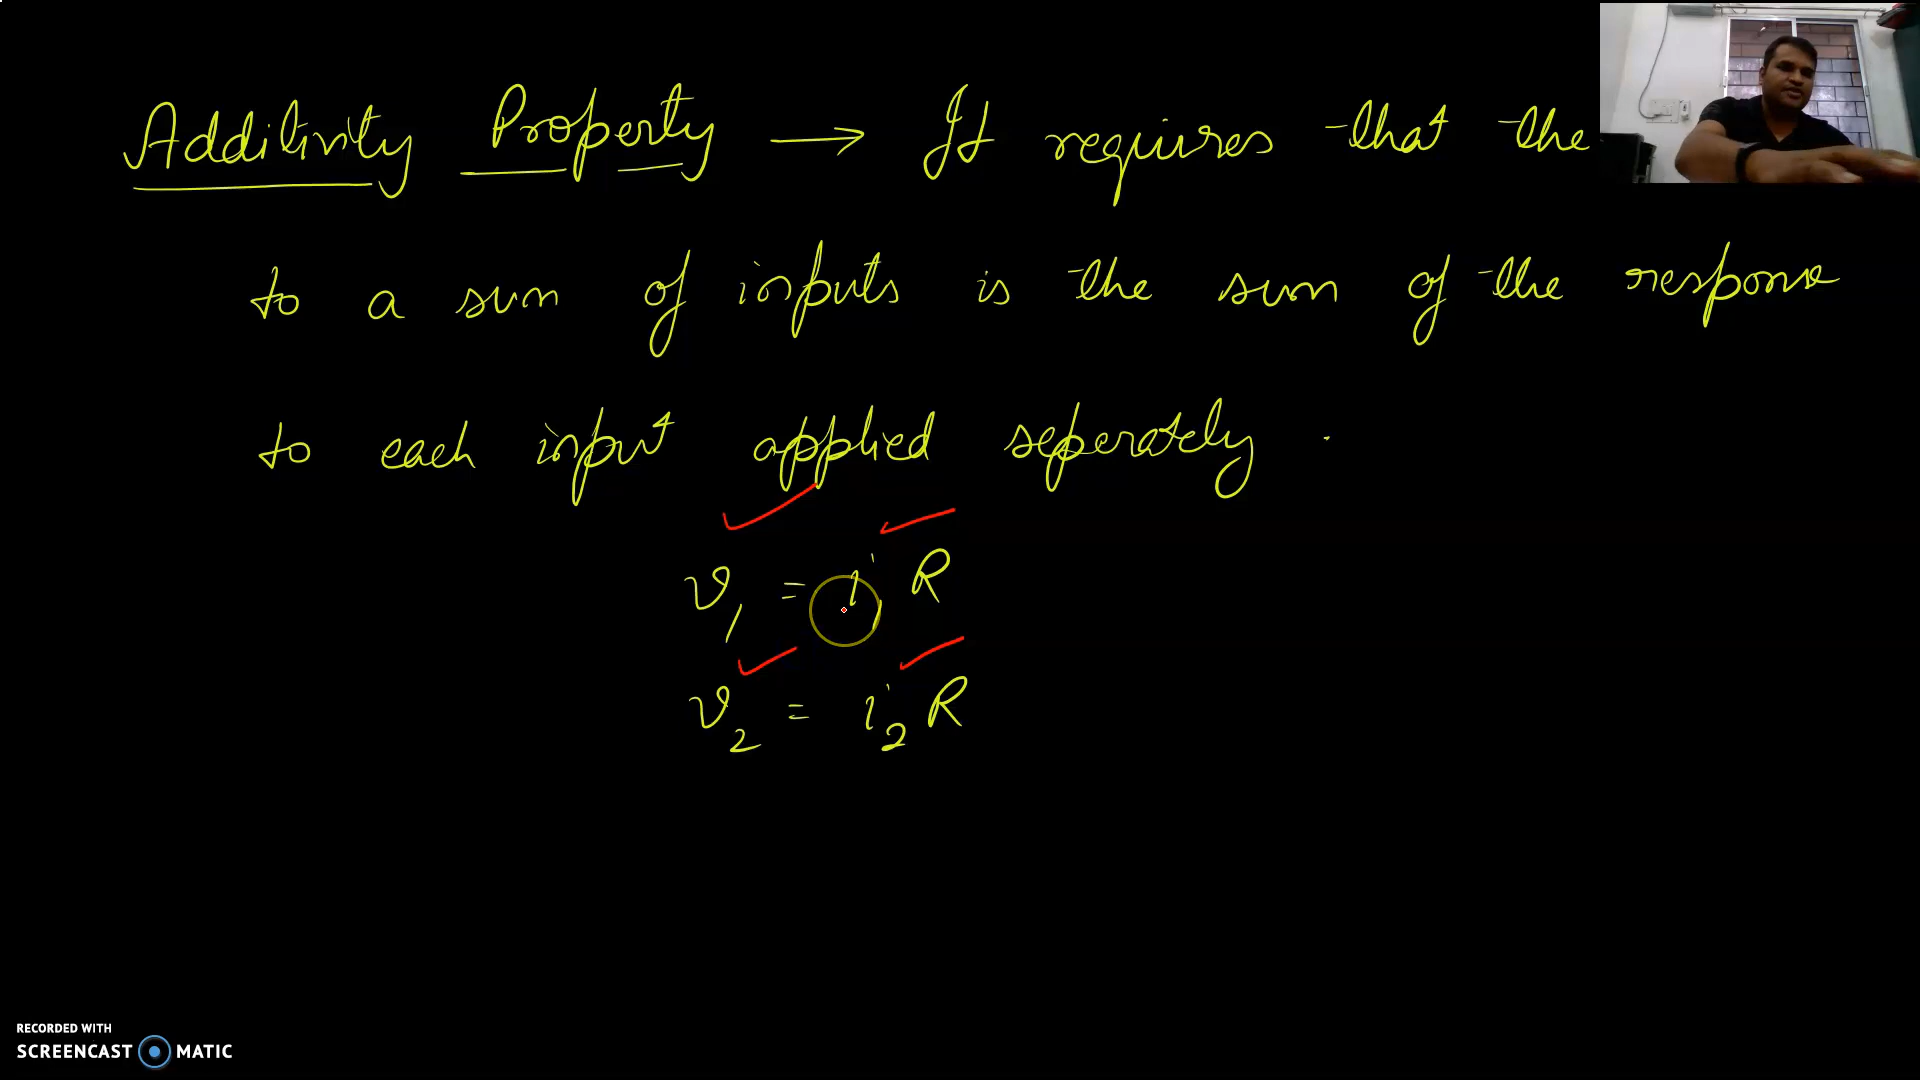 Additivity Property → It requires that the
to a sum of inputs is the sum of the response
to each input applied seperately .
v₁ = i₁ R
v₂ = i₂ R
RECORDED WITH
SCREENCAST MATIC